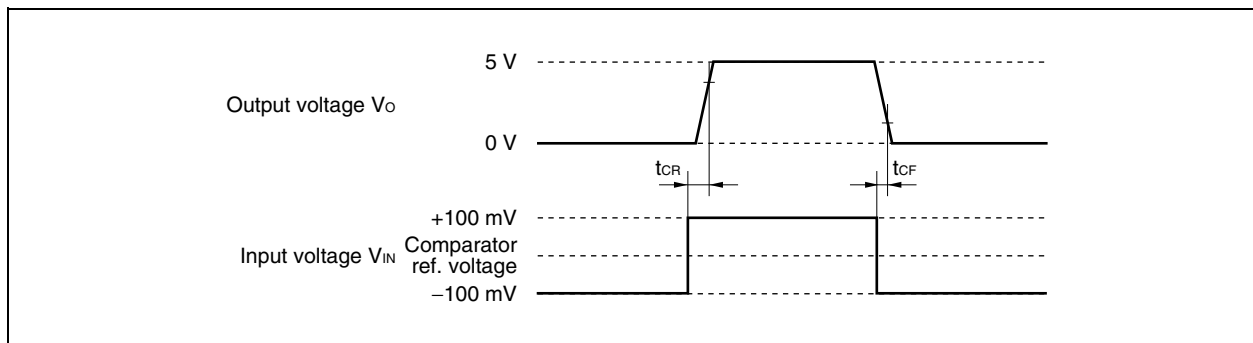 5 V
Output voltage VO
0 V
tCR
tCF
+100 mV
Input voltage VIN
Comparator
ref. voltage
−100 mV